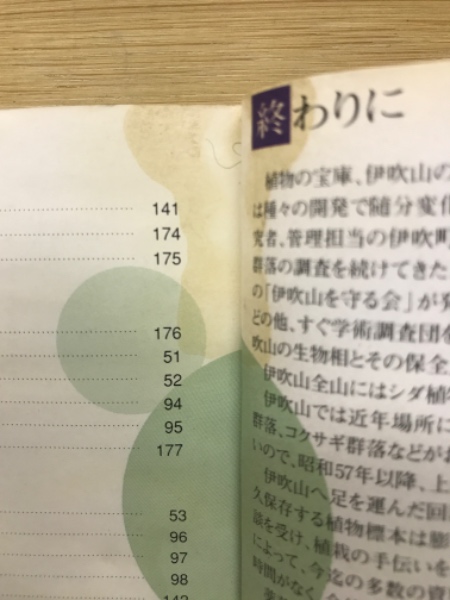 141
174
175
176
51
52
94
95
177
53
96
97
98
終わりに
植物の宝庫、伊吹山の
は種々の開発で随分変化
究者、管理担当の伊吹町
群落の調査を続けてきた
の「伊吹山を守る会」が発
どの他、すぐ学術調査団を
吹山の生物相とその保全
伊吹山全山にはシダ植物
伊吹山では近年場所に
群落、コクサギ群落などがお
いので、昭和57年以降、上
伊吹山へ足を運んだ回
久保存する植物標本は膨
を受け、植栽の手伝いを
によって、今迄の多数の資
時間がなく